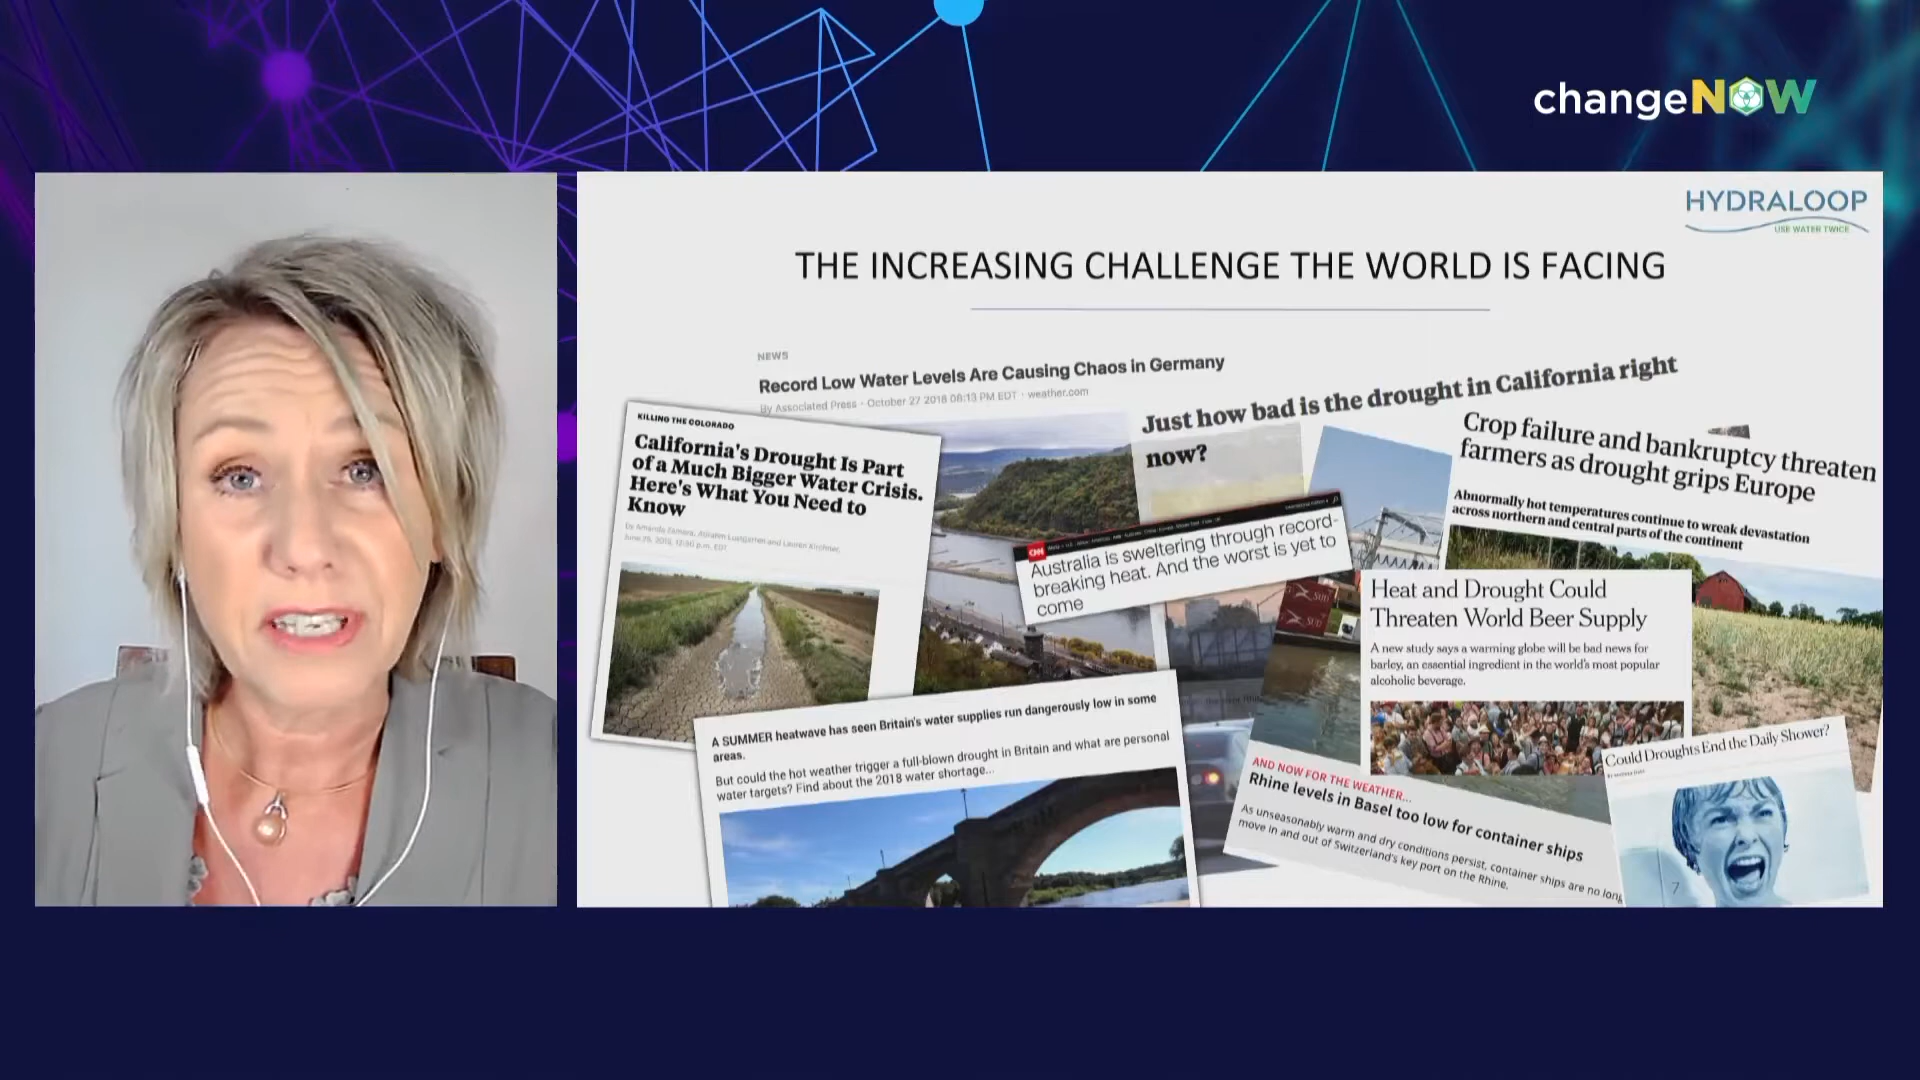 changeNOW
HYDRALOOP
USE WATER TWICE
THE INCREASING CHALLENGE THE WORLD IS FACING
NEWS
Record Low Water Levels Are Causing Chaos in Germany
By Associated Press · October 27 2018 08:13 PM EDT · weather.com
KILLING THE COLORADO
California's Drought Is Part
of a Much Bigger Water Crisis.
Here's What You Need to
Know
Just how bad is the drought in California right
now?
Crop failure and bankruptcy threaten
farmers as drought grips Europe
Abnormally hot temperatures continue to wreak devastation
across northern and central parts of the continent
CNN
Australia is sweltering through record-
breaking heat. And the worst is yet to
come
Heat and Drought Could
Threaten World Beer Supply
A new study says a warming globe will be bad news for
barley, an essential ingredient in the world's most popular
alcoholic beverage.
A SUMMER heatwave has seen Britain's water supplies run dangerously low in some
areas.
But could the hot weather trigger a full-blown drought in Britain and what are personal
water targets? Find about the 2018 water shortage...
AND NOW FOR THE WEATHER...
Rhine levels in Basel too low for container ships
As unseasonably warm and dry conditions persist, container ships are no long
move in and out of Switzerland's key port on the Rhine.
Could Droughts End the Daily Shower?